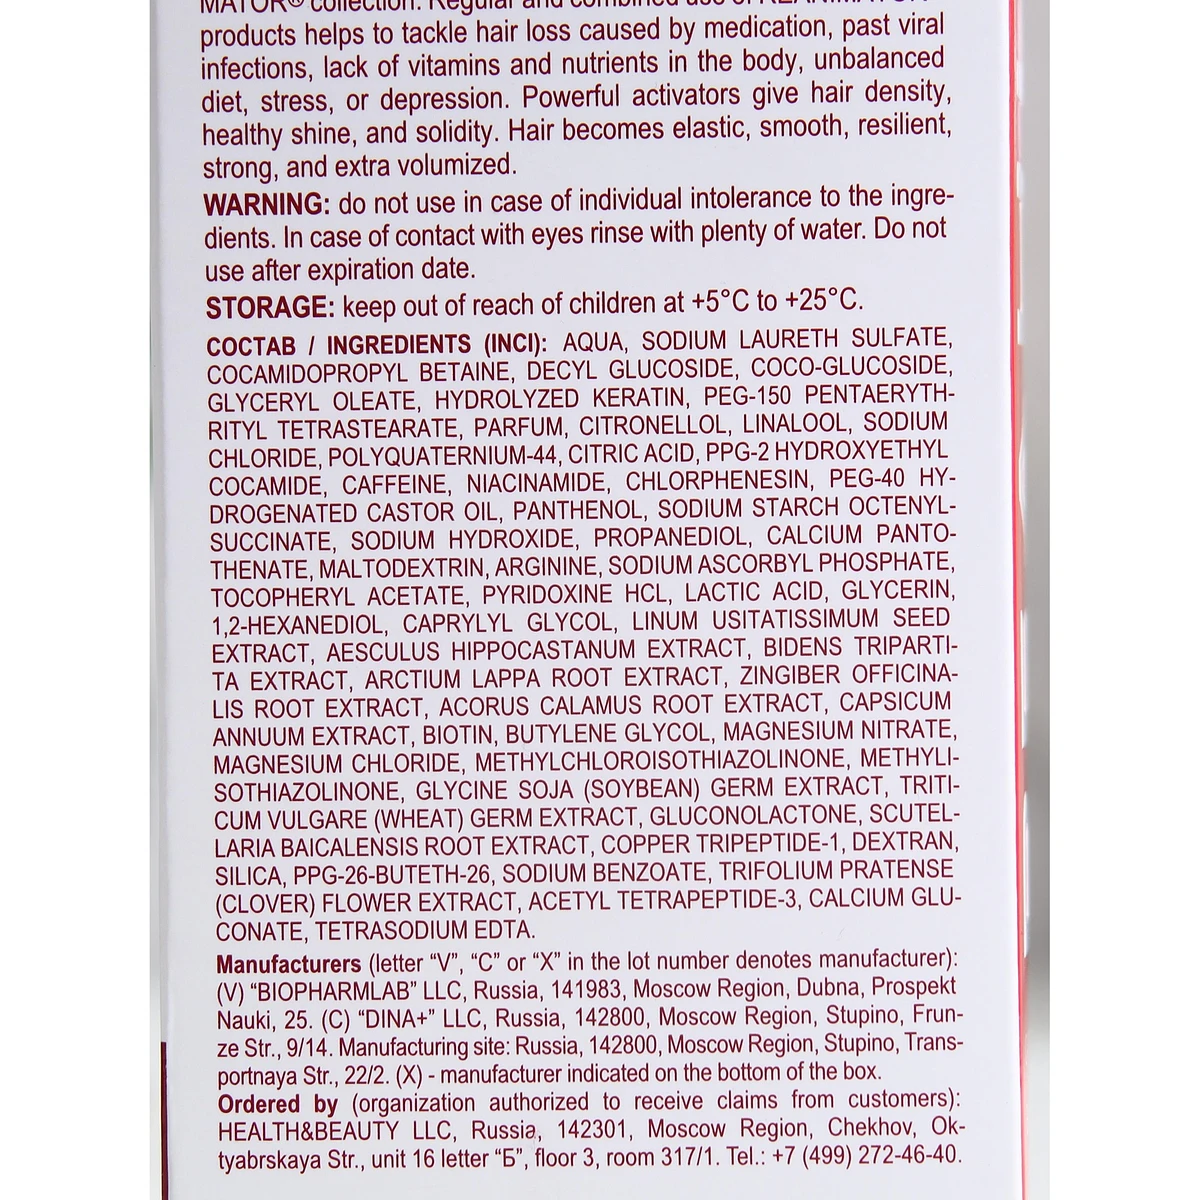 MATOR® collection. Regular and combined use of REANIMATOR®
products helps to tackle hair loss caused by medication, past viral
infections, lack of vitamins and nutrients in the body, unbalanced
diet, stress, or depression. Powerful activators give hair density,
healthy shine, and solidity. Hair becomes elastic, smooth, resilient,
strong, and extra volumized.
WARNING: do not use in case of individual intolerance to the ingre-
dients. In case of contact with eyes rinse with plenty of water. Do not
use after expiration date.
STORAGE: keep out of reach of children at +5°C to +25°C.
СОСТАВ / INGREDIENTS (INCI): AQUA, SODIUM LAURETH SULFATE,
COCAMIDOPROPYL BETAINE, DECYL GLUCOSIDE, COCO-GLUCOSIDE,
GLYCERYL OLEATE, HYDROLYZED KERATIN, PEG-150 PENTAERYTH-
RITYL TETRASTEARATE, PARFUM, CITRONELLOL, LINALOOL, SODIUM
CHLORIDE, POLYQUATERNIUM-44, CITRIC ACID, PPG-2 HYDROXYETHYL
COCAMIDE, CAFFEINE, NIACINAMIDE, CHLORPHENESIN, PEG-40 HY-
DROGENATED CASTOR OIL, PANTHENOL, SODIUM STARCH OCTENYL-
SUCCINATE, SODIUM HYDROXIDE, PROPANEDIOL, CALCIUM PANTO-
THENATE, MALTODEXTRIN, ARGININE, SODIUM ASCORBYL PHOSPHATE,
TOCOPHERYL ACETATE, PYRIDOXINE HCL, LACTIC ACID, GLYCERIN,
1,2-HEXANEDIOL, CAPRYLYL GLYCOL, LINUM USITATISSIMUM SEED
EXTRACT, AESCULUS HIPPOCASTANUM EXTRACT, BIDENS TRIPARTI-
TA EXTRACT, ARCTIUM LAPPA ROOT EXTRACT, ZINGIBER OFFICINA-
LIS ROOT EXTRACT, ACORUS CALAMUS ROOT EXTRACT, CAPSICUM
ANNUUM EXTRACT, BIOTIN, BUTYLENE GLYCOL, MAGNESIUM NITRATE,
MAGNESIUM CHLORIDE, METHYLCHLOROISOTHIAZOLINONE, METHYLI-
SOTHIAZOLINONE, GLYCINE SOJA (SOYBEAN) GERM EXTRACT, TRITI-
CUM VULGARE (WHEAT) GERM EXTRACT, GLUCONOLACTONE, SCUTEL-
LARIA BAICALENSIS ROOT EXTRACT, COPPER TRIPEPTIDE-1, DEXTRAN,
SILICA, PPG-26-BUTETH-26, SODIUM BENZOATE, TRIFOLIUM PRATENSE
(CLOVER) FLOWER EXTRACT, ACETYL TETRAPEPTIDE-3, CALCIUM GLU-
CONATE, TETRASODIUM EDTA.
Manufacturers (letter “V”, “C” or “X” in the lot number denotes manufacturer):
(V) “BIOPHARMLAB” LLC, Russia, 141983, Moscow Region, Dubna, Prospekt
Nauki, 25. (C) “DINA+” LLC, Russia, 142800, Moscow Region, Stupino, Frun-
ze Str., 9/14. Manufacturing site: Russia, 142800, Moscow Region, Stupino, Trans-
portnaya Str., 22/2. (X) - manufacturer indicated on the bottom of the box.
Ordered by (organization authorized to receive claims from customers):
HEALTH&BEAUTY LLC, Russia, 142301, Moscow Region, Chekhov, Ok-
tyabrskaya Str., unit 16 letter “Б”, floor 3, room 317/1. Tel.: +7 (499) 272-46-40.